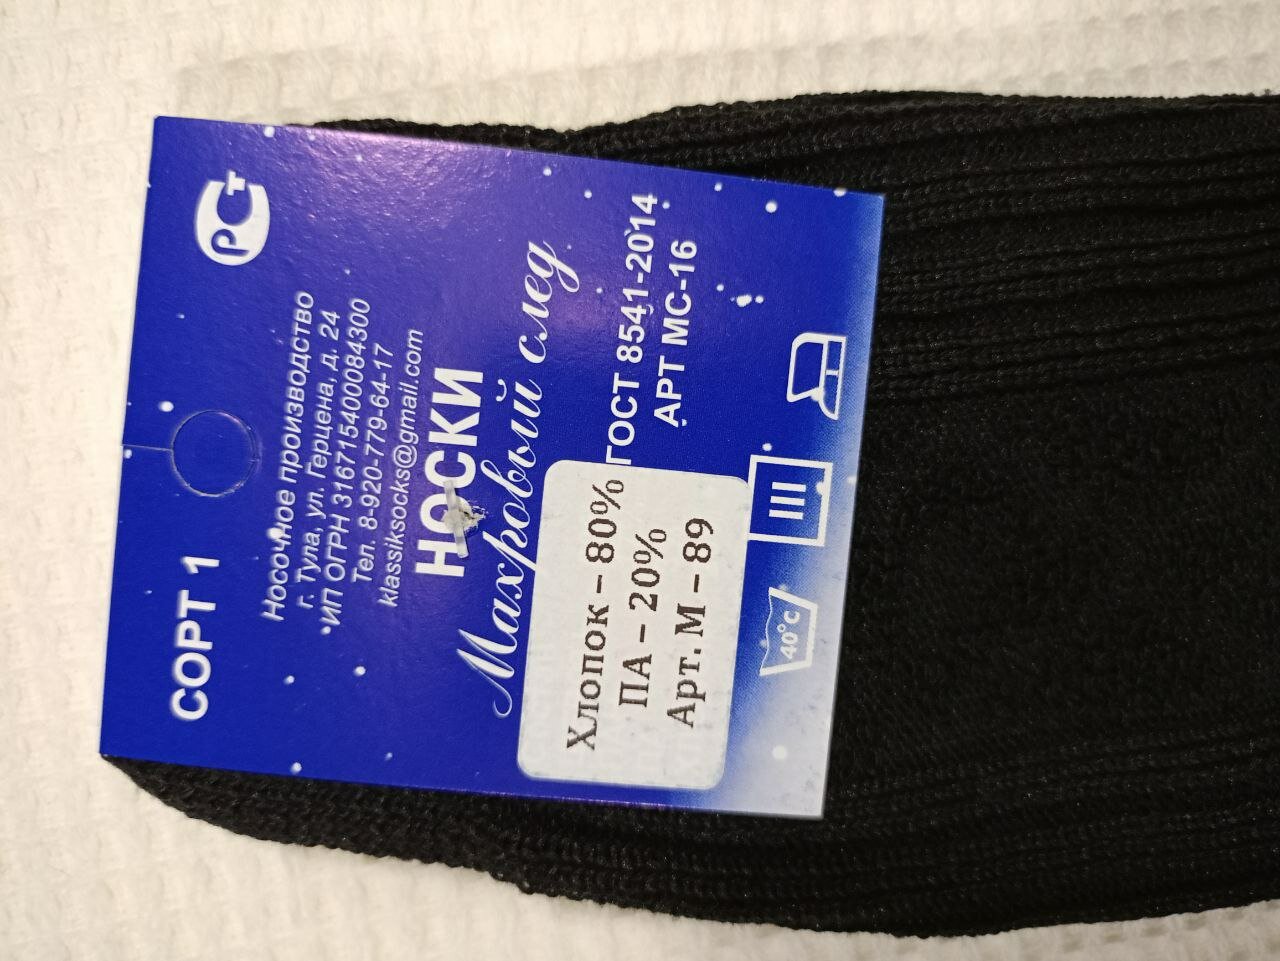 РСТ
СОРТ 1
Носочное производство
г. Тула, ул. Герцена, д. 24
ИП ОГРН 316715400084300
Тел. 8-920-779-64-17
klassiksocks@gmail.com
НОСКИ
Махровый след
ГОСТ 8541-2014
АРТ МС-16
Хлопок – 80%
ПА – 20%
Арт. М – 89
40°С